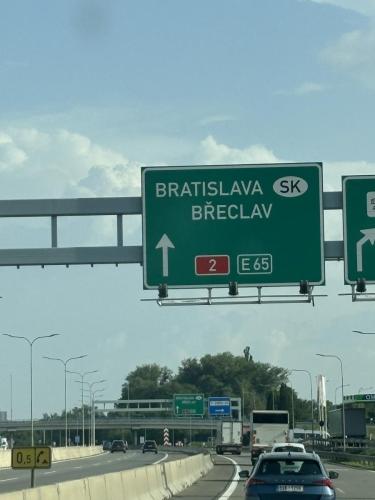 BRATISLAVA SK
BŘECLAV
2 E 65
0,5